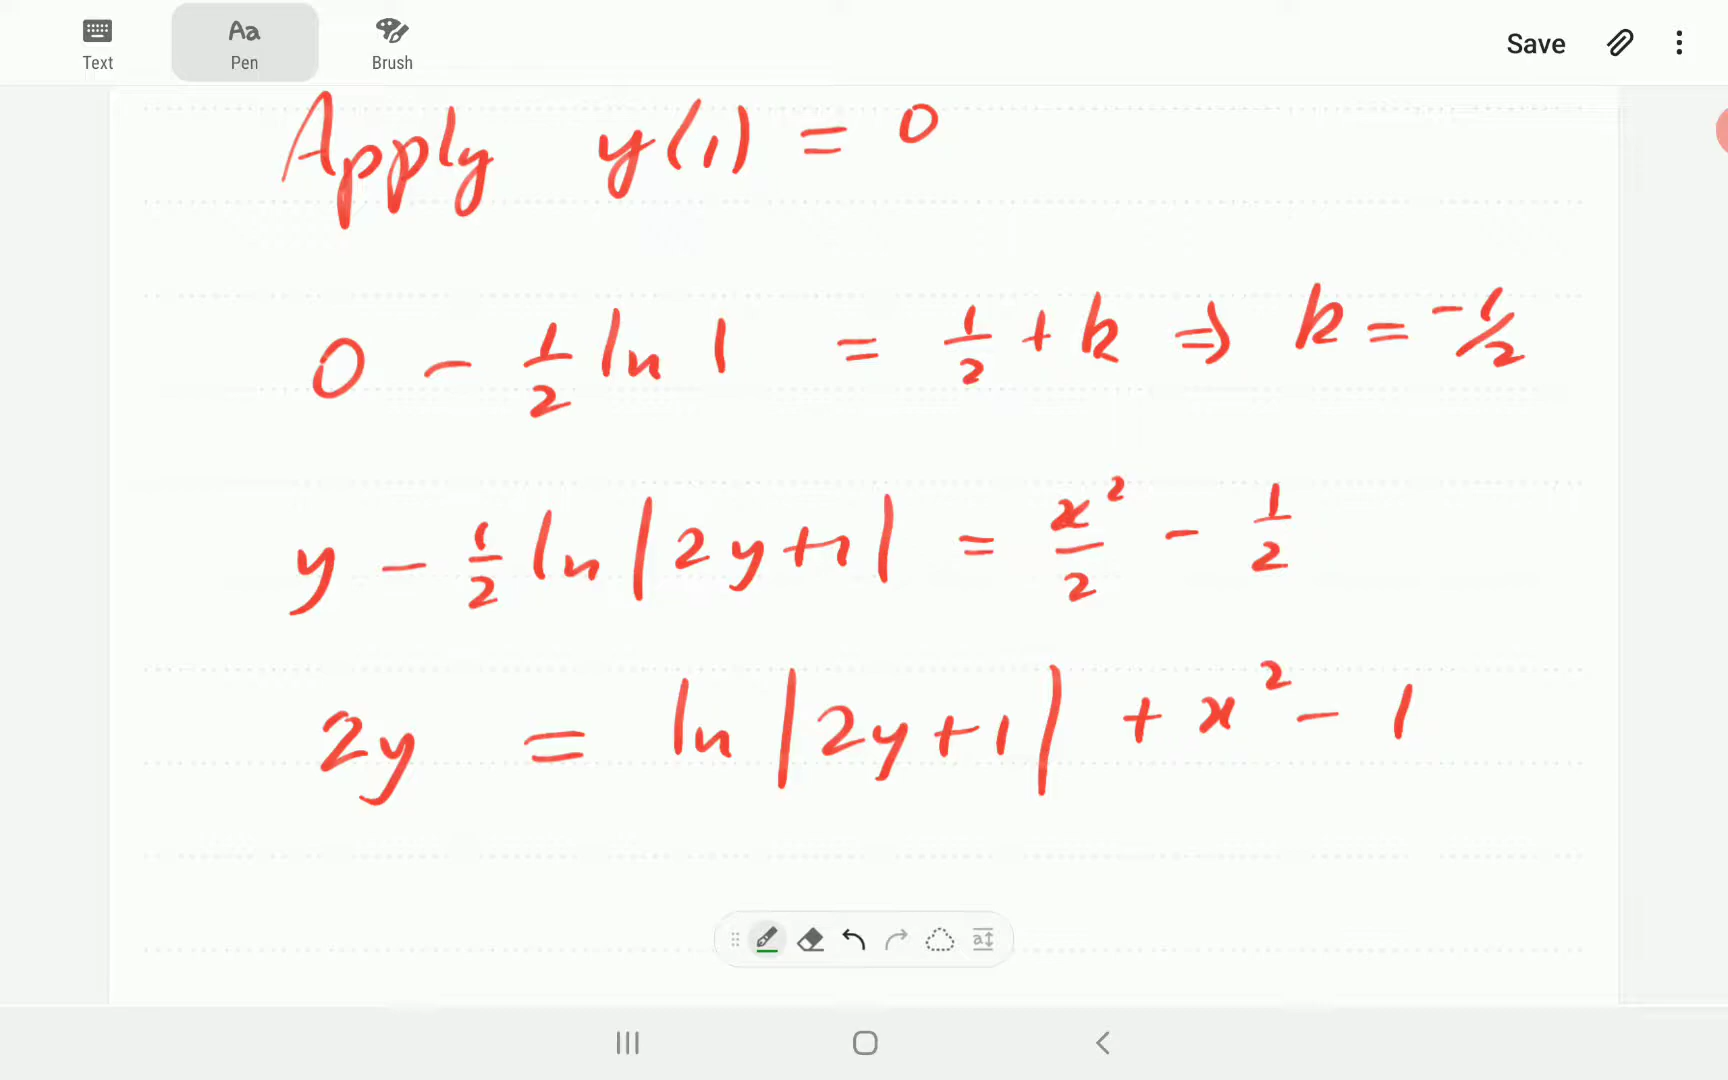 Text Aa Pen Brush Save
Apply y(1) = 0
0 - 1/2 ln 1 = 1/2 + k ⇒ k = -1/2
y - 1/2 ln |2y+1| = x²/2 - 1/2
2y = ln |2y+1| + x² - 1